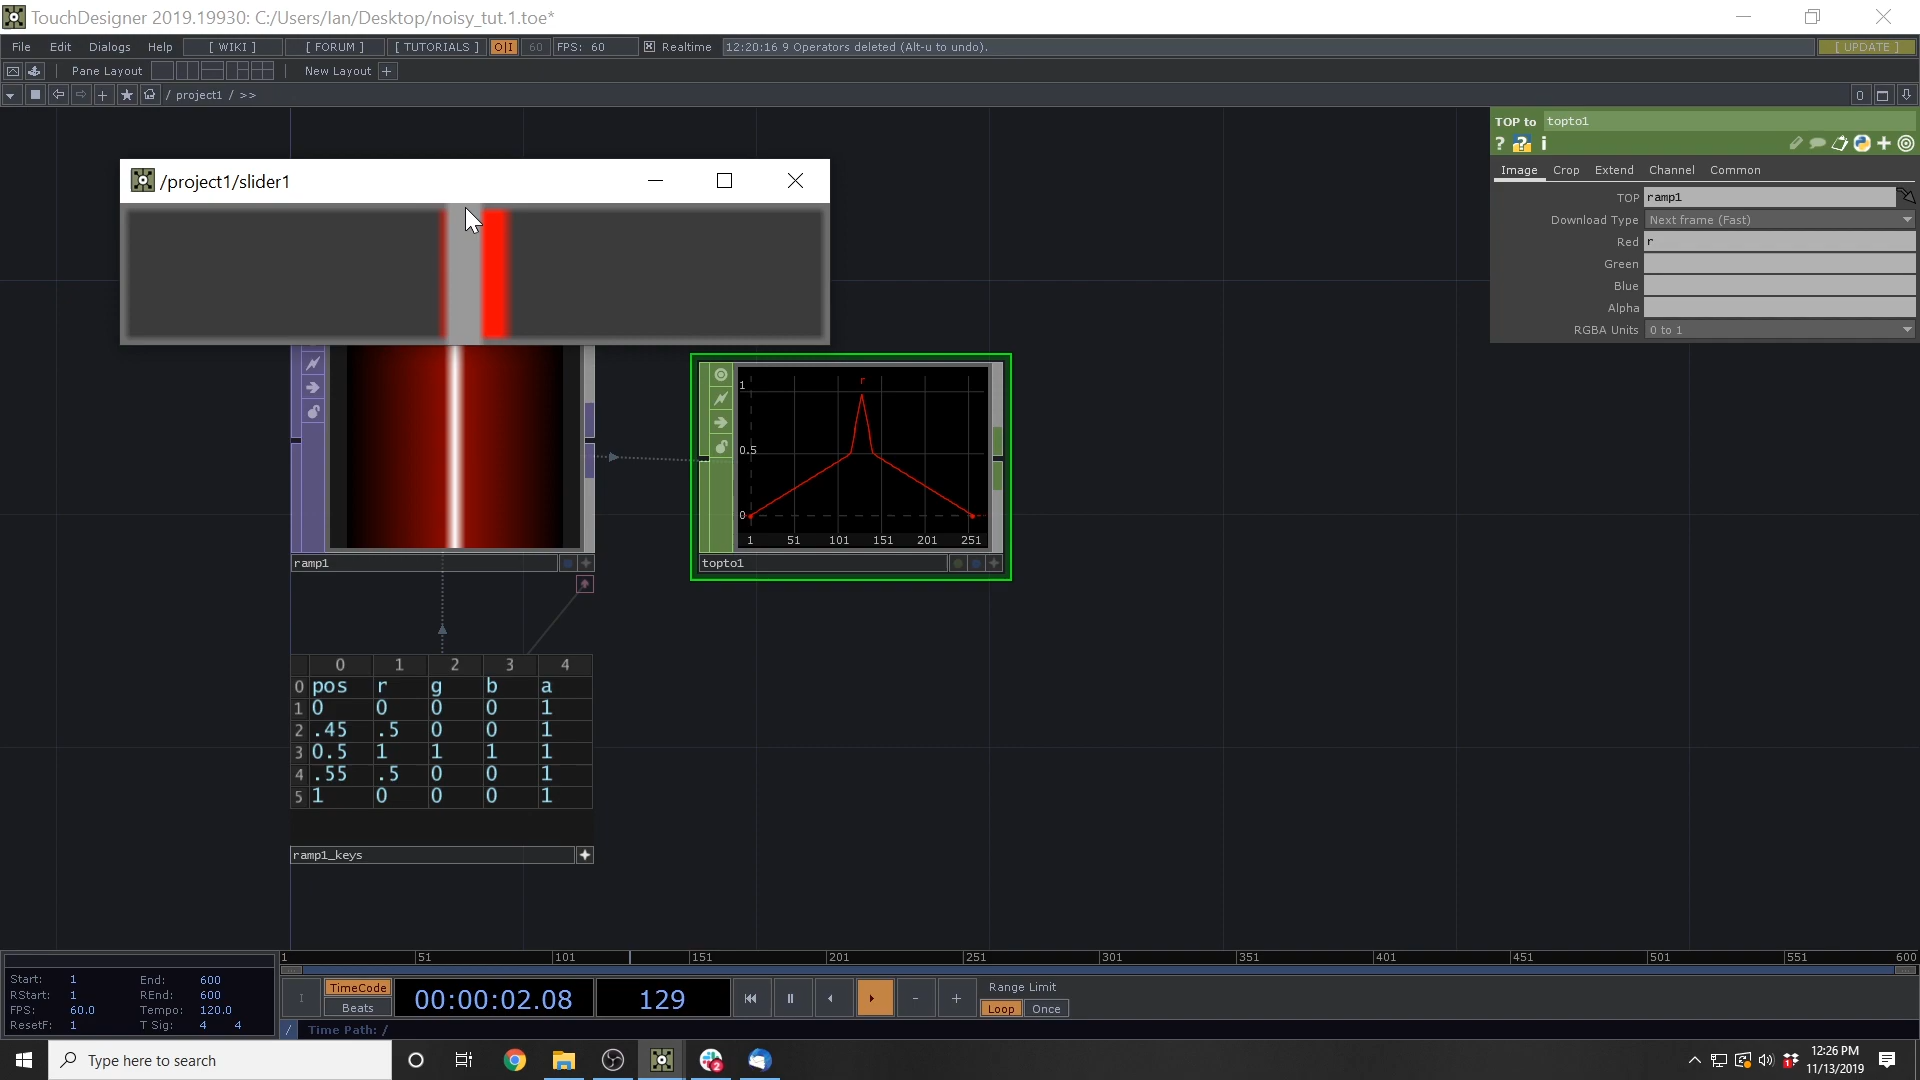 TouchDesigner 2019.19930: C:/Users/Ian/Desktop/noisy_tut.1.toe*
File Edit Dialogs Help [ WIKI ] [ FORUM ] [ TUTORIALS ] O|I 60 FPS: 60 Realtime 12:20:16 9 Operators deleted (Alt-u to undo). [ UPDATE ]
Pane Layout New Layout +
/ project1 / >> 0
TOP to topto1
? ? i
/project1/slider1
Image Crop Extend Channel Common
TOP ramp1
Download Type Next frame (Fast)
Red r
Green
Blue
Alpha
RGBA Units 0 to 1
r
1
0.5
0
1 51 101 151 201 251
ramp1
topto1
0 1 2 3 4
0 pos r g b a
1 0 0 0 0 1
2 .45 .5 0 0 1
3 0.5 1 1 1 1
4 .55 .5 0 0 1
5 1 0 0 0 1
ramp1_keys
1 51 101 151 201 251 301 351 401 451 501 551 600
Start: 1 End: 600
RStart: 1 REnd: 600
FPS: 60.0 Tempo: 120.0
ResetF: 1 T Sig: 4 4
I TimeCode Beats 00:00:02.08 129 - +
Range Limit
Loop Once
/ Time Path: /
Type here to search
2
12:26 PM
11/13/2019